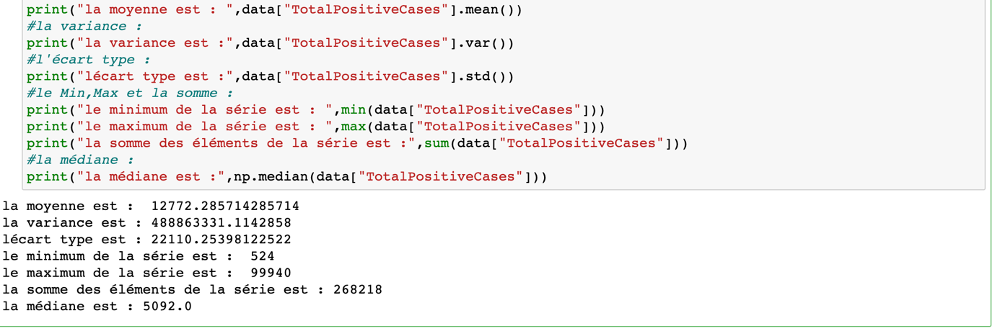 print("la moyenne est : ",data["TotalPositiveCases"].mean())
#la variance :
print("la variance est :",data["TotalPositiveCases"].var())
#l'écart type :
print("lécart type est :",data["TotalPositiveCases"].std())
#le Min,Max et la somme :
print("le minimum de la série est : ",min(data["TotalPositiveCases"]))
print("le maximum de la série est : ",max(data["TotalPositiveCases"]))
print("la somme des éléments de la série est :",sum(data["TotalPositiveCases"]))
#la médiane :
print("la médiane est :",np.median(data["TotalPositiveCases"]))
la moyenne est :  12772.285714285714
la variance est : 488863331.1142858
lécart type est : 22110.25398122522
le minimum de la série est :  524
le maximum de la série est :  99940
la somme des éléments de la série est : 268218
la médiane est : 5092.0